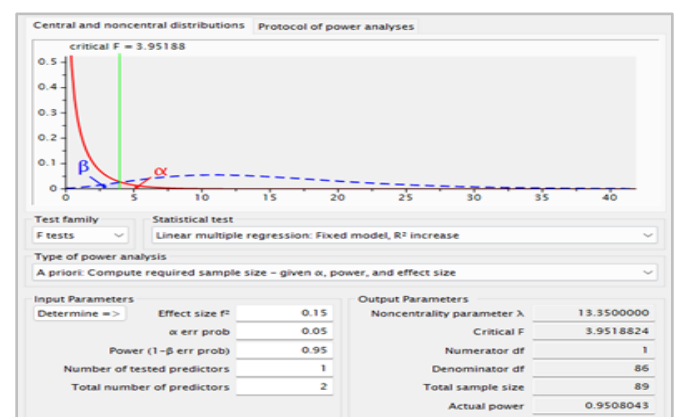 Central and noncentral distributions Protocol of power analyses
critical F = 3.95188
0.5
0.4
0.3
0.2
0.1
0
β
α
0 5 10 15 20 25 30 35 40
Test family Statistical test
F tests Linear multiple regression: Fixed model, R² increase
Type of power analysis
A priori: Compute required sample size – given α, power, and effect size
Input Parameters Output Parameters
Determine => Effect size f² 0.15 Noncentrality parameter λ 13.3500000
α err prob 0.05 Critical F 3.9518824
Power (1-β err prob) 0.95 Numerator df 1
Number of tested predictors 1 Denominator df 86
Total number of predictors 2 Total sample size 89
Actual power 0.9508043